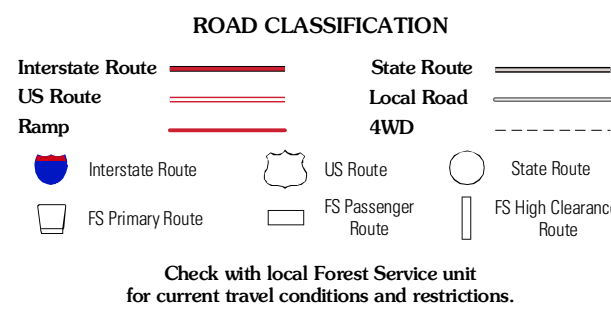 ROAD CLASSIFICATION
Interstate Route State Route
US Route Local Road
Ramp 4WD
Interstate Route US Route State Route
FS Primary Route FS Passenger Route FS High Clearance Route
Check with local Forest Service unit
for current travel conditions and restrictions.